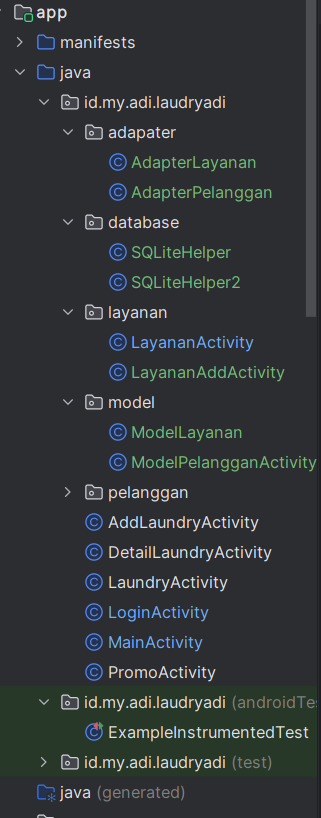 app
manifests
java
id.my.adi.laudryadi
adapater
AdapterLayanan
AdapterPelanggan
database
SQLiteHelper
SQLiteHelper2
layanan
LayananActivity
LayananAddActivity
model
ModelLayanan
ModelPelangganActivity
pelanggan
AddLaundryActivity
DetailLaundryActivity
LaundryActivity
LoginActivity
MainActivity
PromoActivity
id.my.adi.laudryadi (androidTe
ExampleInstrumentedTest
id.my.adi.laudryadi (test)
java (generated)